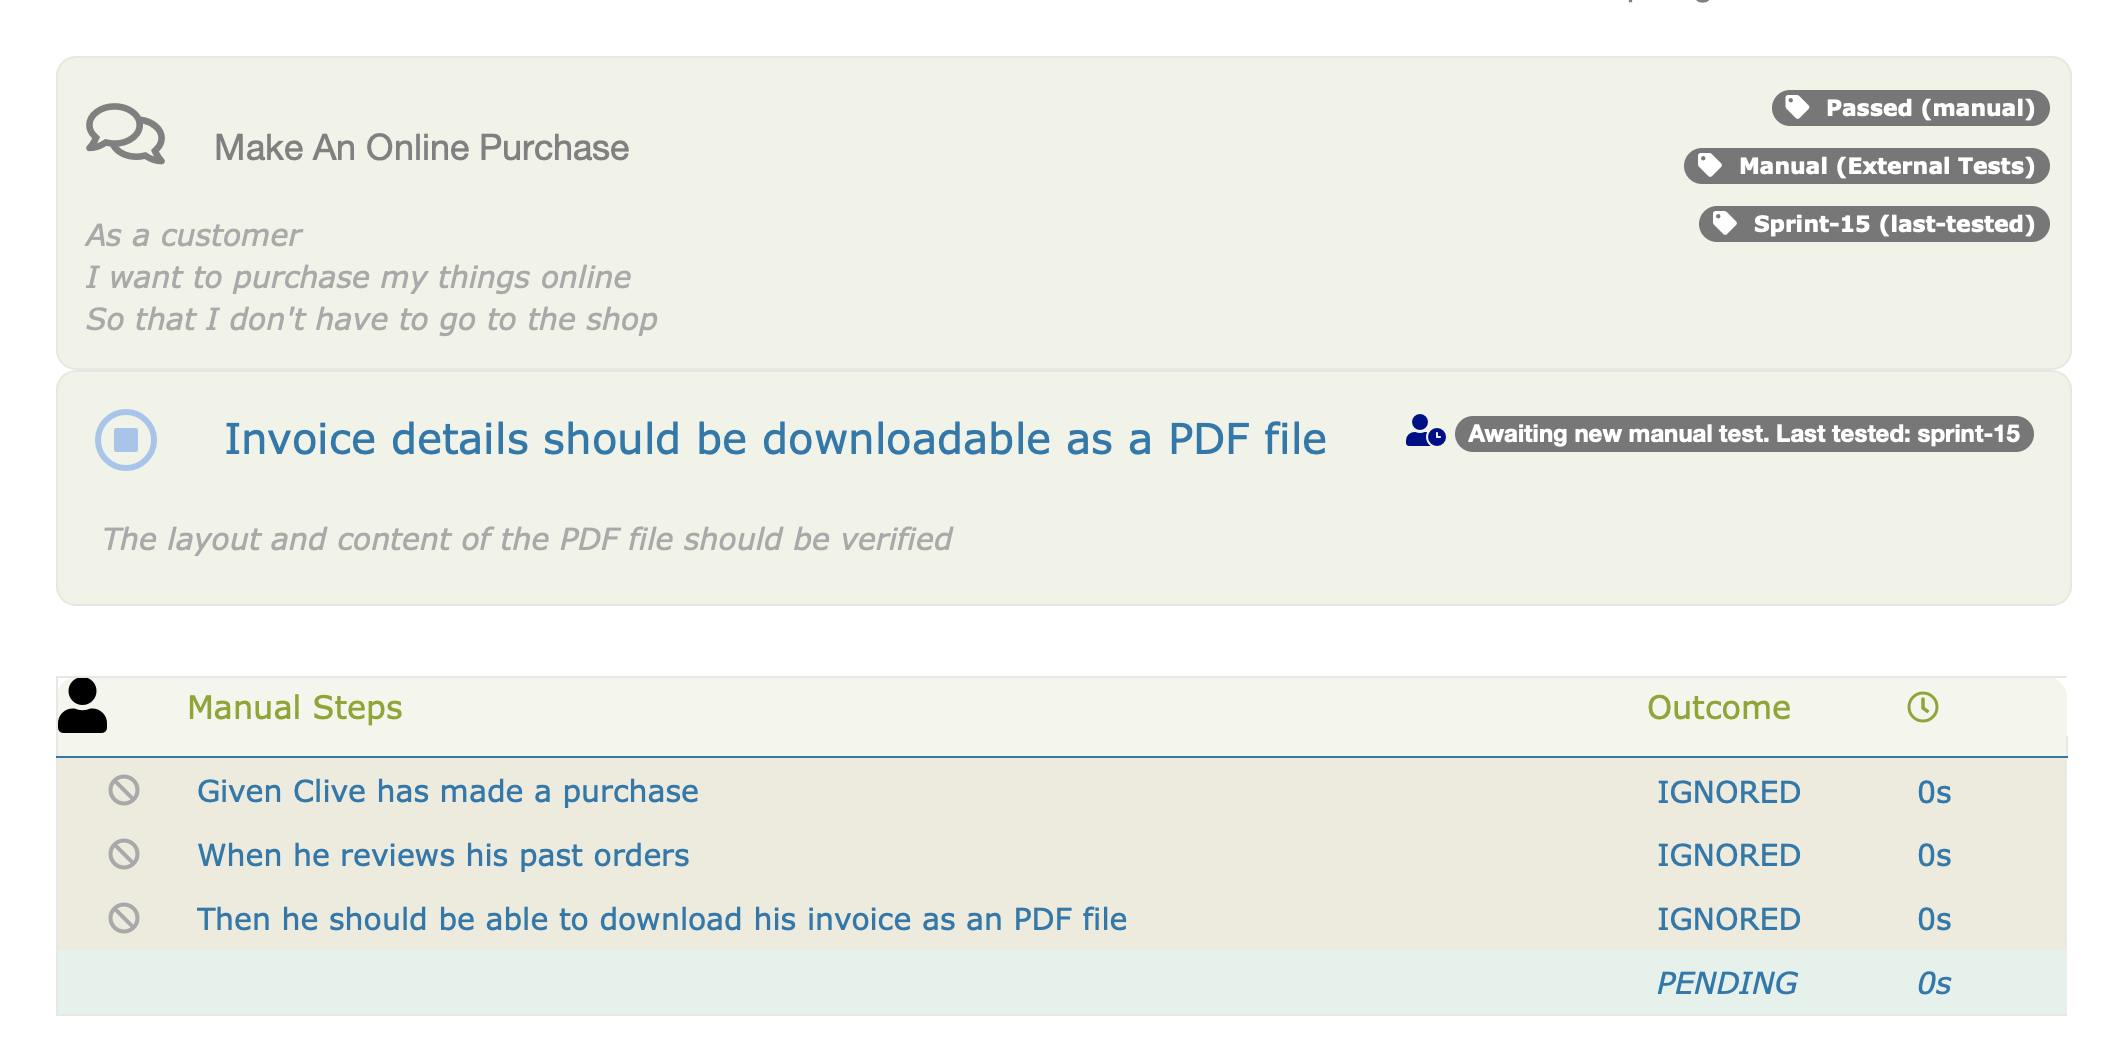 Make An Online Purchase
Passed (manual)
Manual (External Tests)
Sprint-15 (last-tested)
As a customer
I want to purchase my things online
So that I don't have to go to the shop
Invoice details should be downloadable as a PDF file
Awaiting new manual test. Last tested: sprint-15
The layout and content of the PDF file should be verified
Manual Steps Outcome
Given Clive has made a purchase IGNORED 0s
When he reviews his past orders IGNORED 0s
Then he should be able to download his invoice as an PDF file IGNORED 0s
PENDING 0s